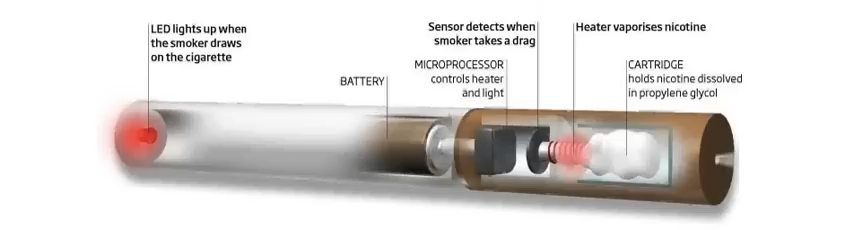 LED lights up when
the smoker draws
on the cigarette
BATTERY
MICROPROCESSOR
controls heater
and light
Sensor detects when
smoker takes a drag
Heater vaporises nicotine
CARTRIDGE
holds nicotine dissolved
in propylene glycol